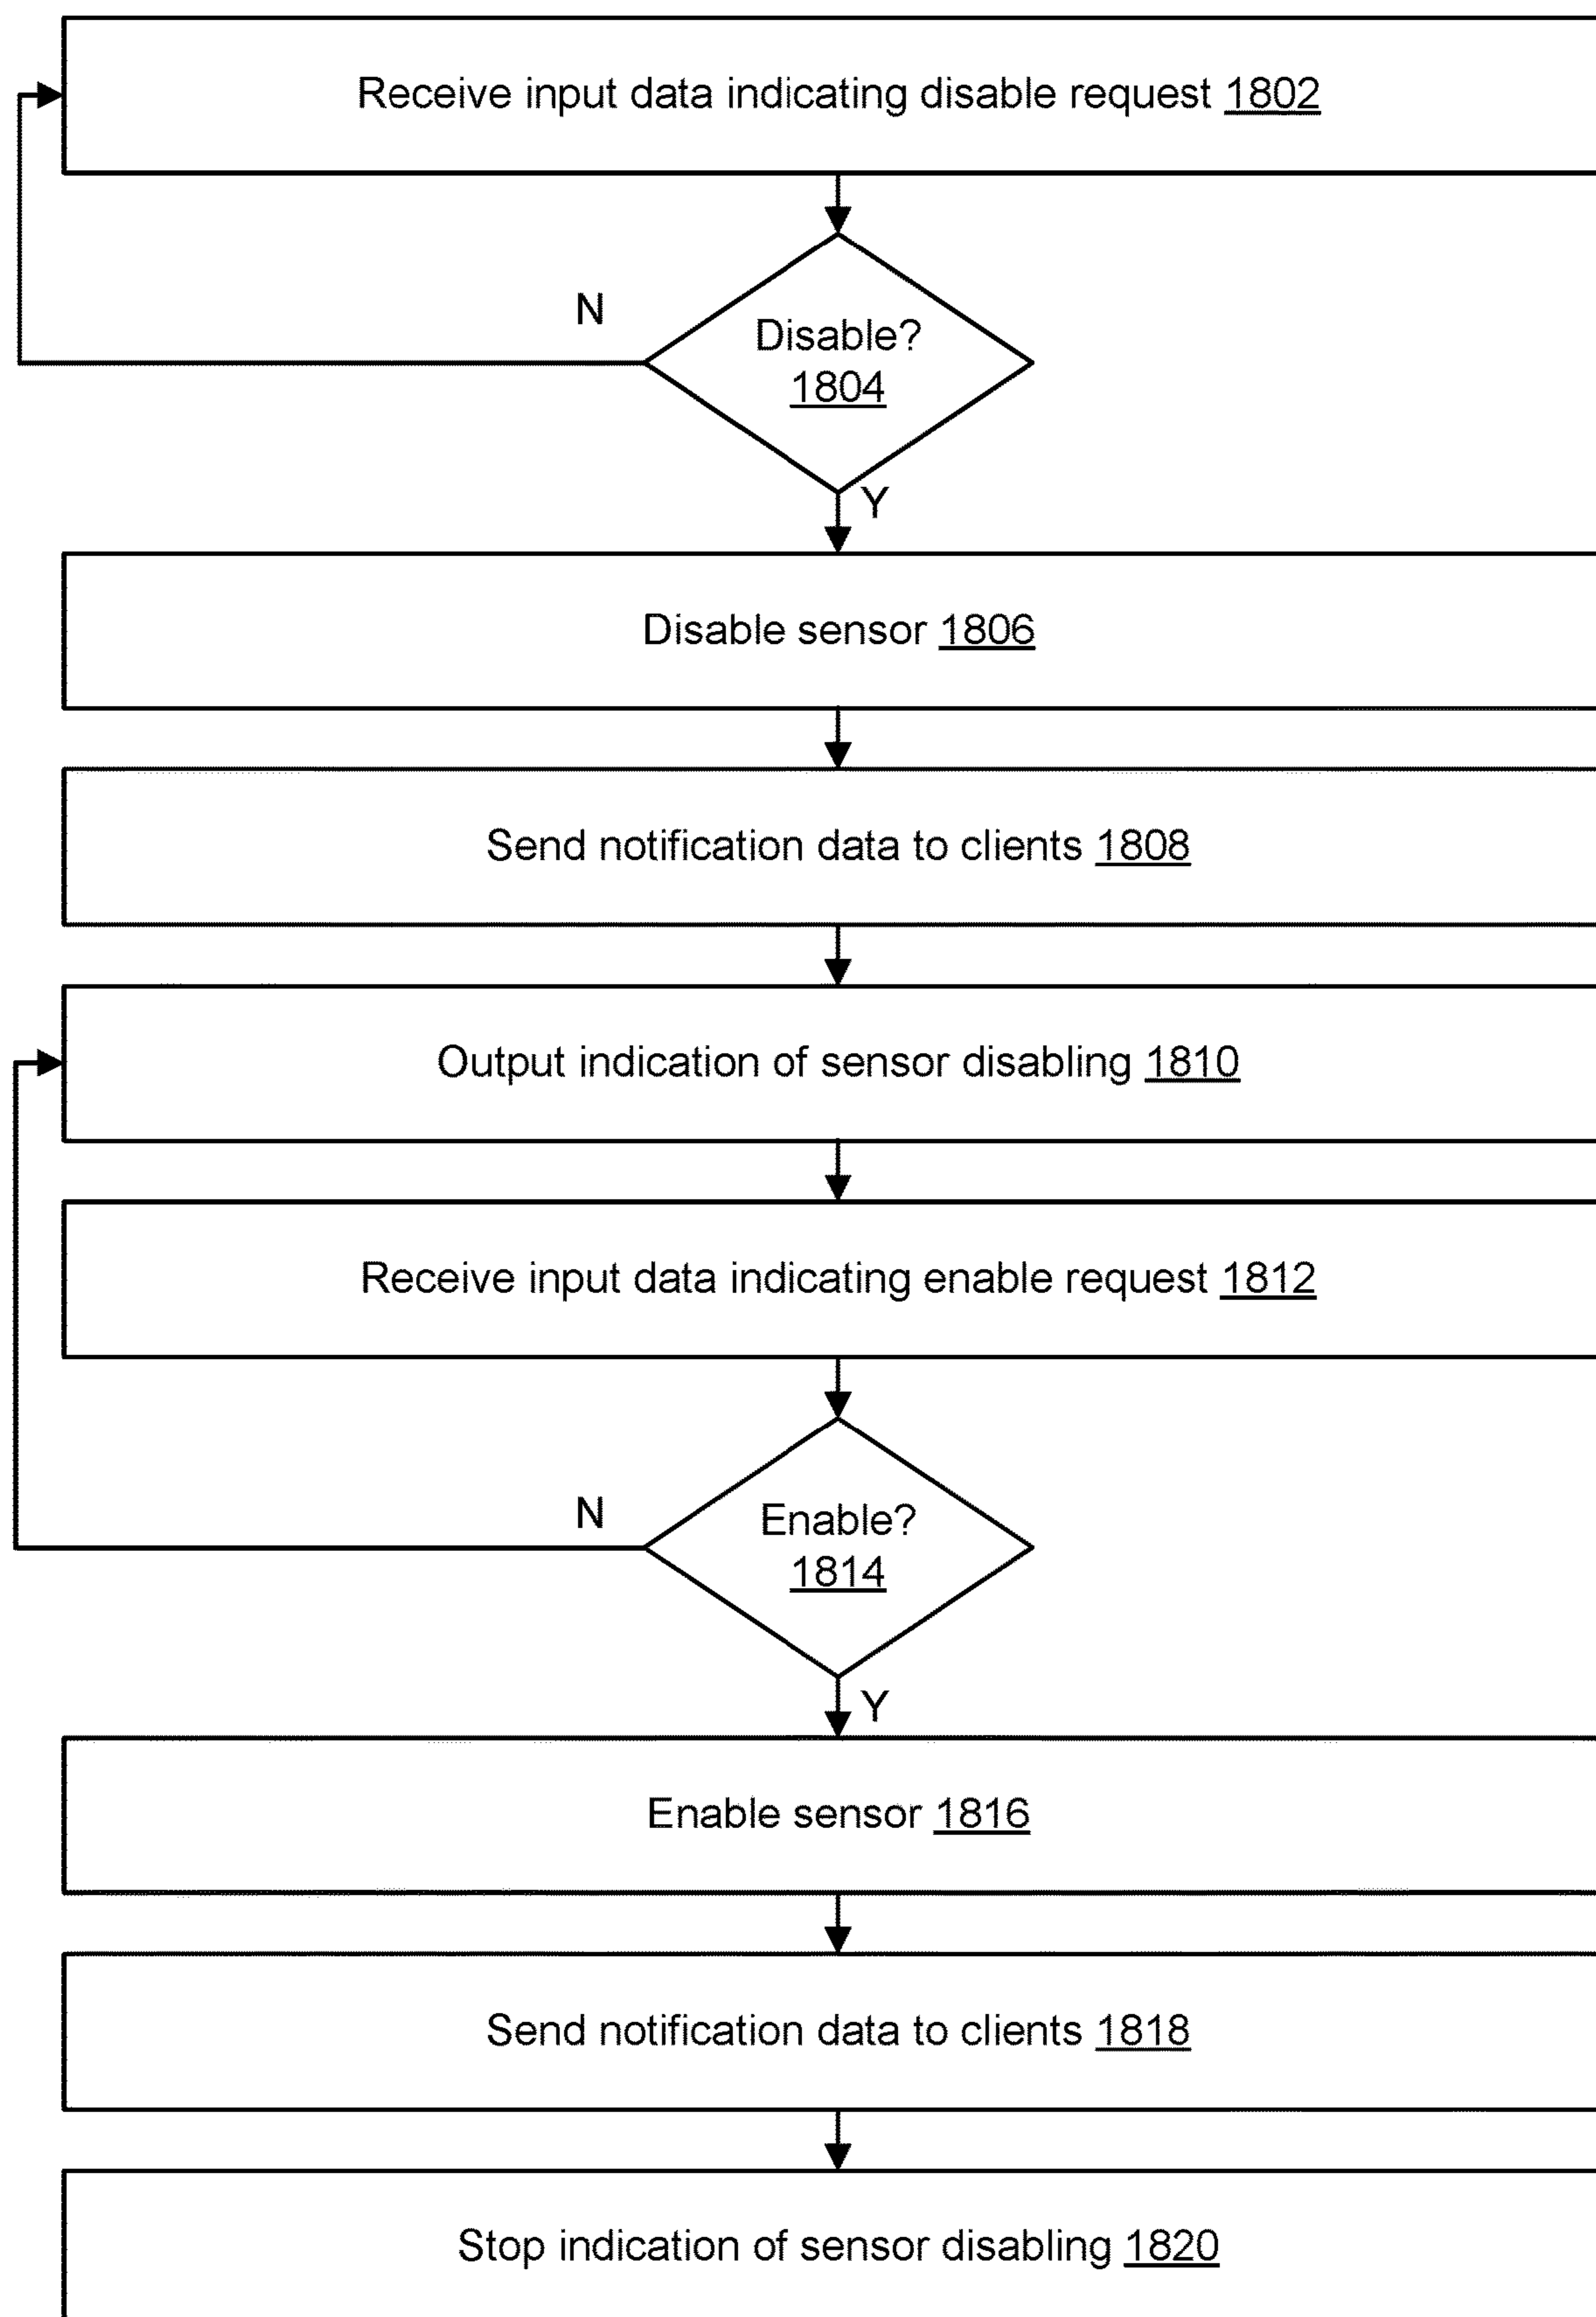 Receive input data indicating disable request 1802
N
Disable?
1804
Y
Disable sensor 1806
Send notification data to clients 1808
Output indication of sensor disabling 1810
Receive input data indicating enable request 1812
N
Enable?
1814
Y
Enable sensor 1816
Send notification data to clients 1818
Stop indication of sensor disabling 1820